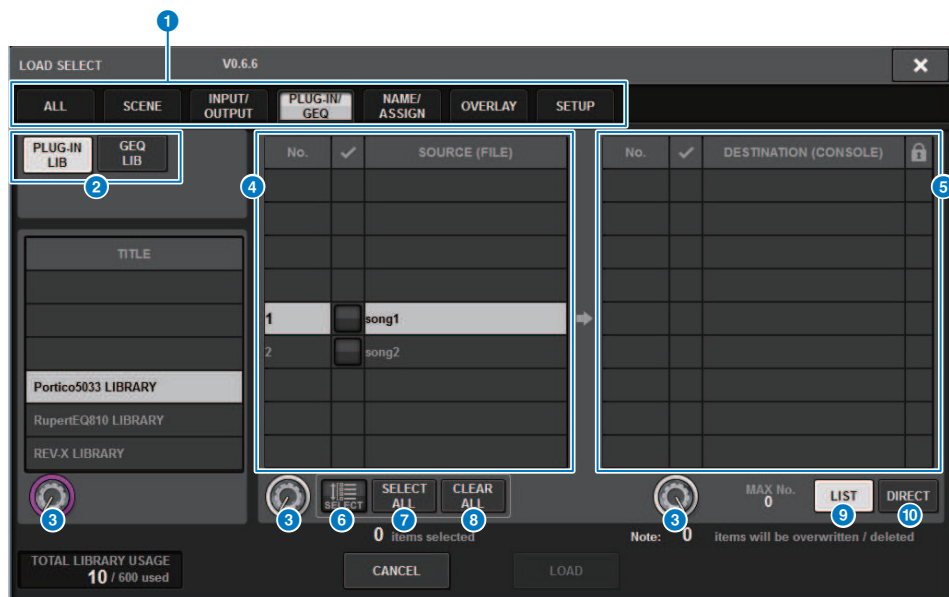 1
LOAD SELECT V0.6.6
ALL SCENE INPUT/ OUTPUT PLUG-IN/ GEQ NAME/ ASSIGN OVERLAY SETUP
PLUG-IN LIB GEQ LIB
2
No. SOURCE (FILE)
4
No. DESTINATION (CONSOLE)
5
TITLE
1 song1
2 song2
Portico5033 LIBRARY
RupertEQ810 LIBRARY
REV-X LIBRARY
3
3
SELECT
6
SELECT ALL
7
CLEAR ALL
8
3
MAX No.
0
LIST
9
DIRECT
10
0 items selected
Note: 0 items will be overwritten / deleted
TOTAL LIBRARY USAGE
10 / 600 used
CANCEL
LOAD